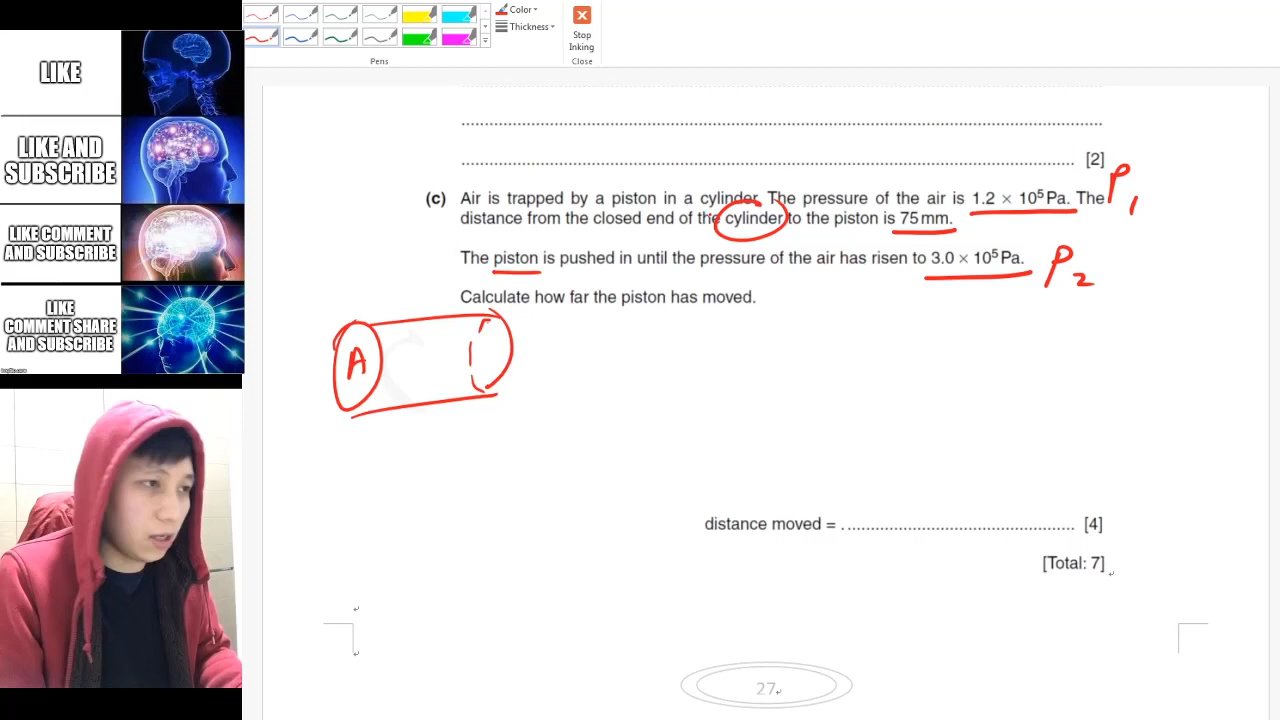 Color
Thickness
Stop
Inking
Pens
Close
LIKE
LIKE AND
SUBSCRIBE
LIKE COMMENT
AND SUBSCRIBE
LIKE
COMMENT SHARE
AND SUBSCRIBE
imgflip.com
[2]
(c) Air is trapped by a piston in a cylinder. The pressure of the air is 1.2 × 10⁵ Pa. The
distance from the closed end of the cylinder to the piston is 75 mm.
P₁
The piston is pushed in until the pressure of the air has risen to 3.0 × 10⁵ Pa.
P₂
Calculate how far the piston has moved.
A
distance moved = ............................................. [4]
[Total: 7]
27